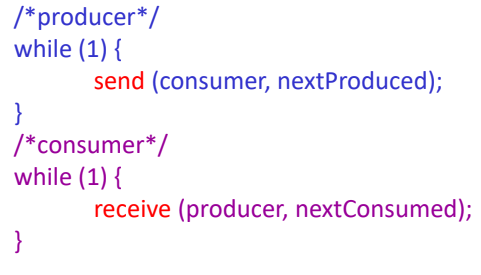 /*producer*/
while (1) {
send (consumer, nextProduced);
}
/*consumer*/
while (1) {
receive (producer, nextConsumed);
}